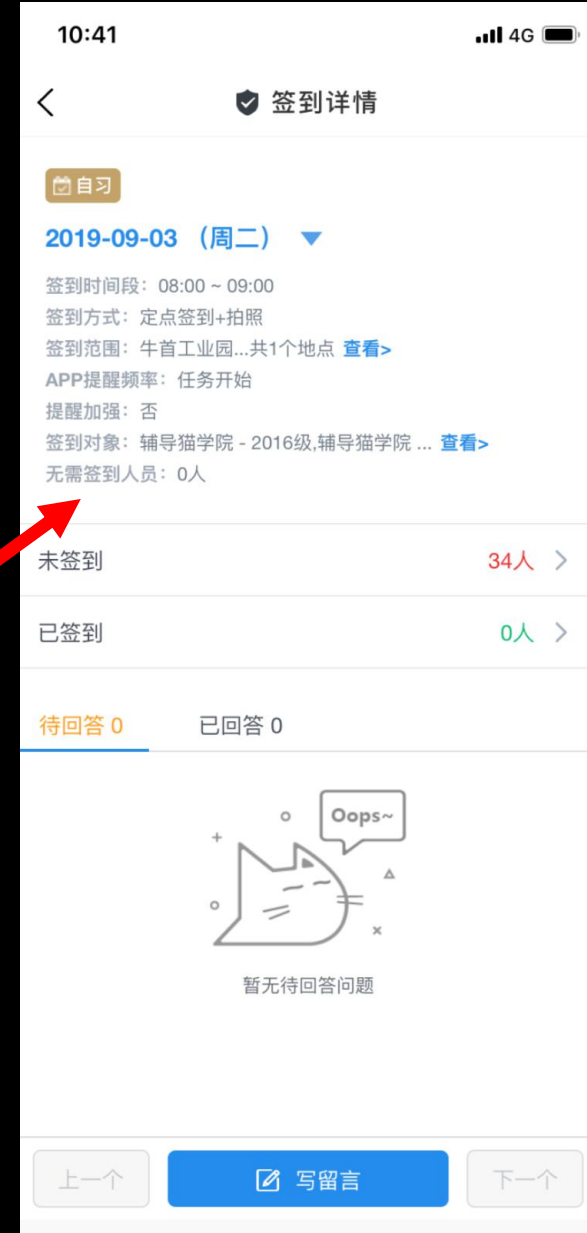 10:41
4G
签到详情
自习
2019-09-03 （周二）
签到时间段：08:00 ~ 09:00
签到方式：定点签到+拍照
签到范围：牛首工业园...共1个地点 查看>
APP提醒频率：任务开始
提醒加强：否
签到对象：辅导猫学院 - 2016级,辅导猫学院 ... 查看>
无需签到人员：0人
未签到 34人
已签到 0人
待回答 0 已回答 0
Oops~
暂无待回答问题
上一个 写留言 下一个